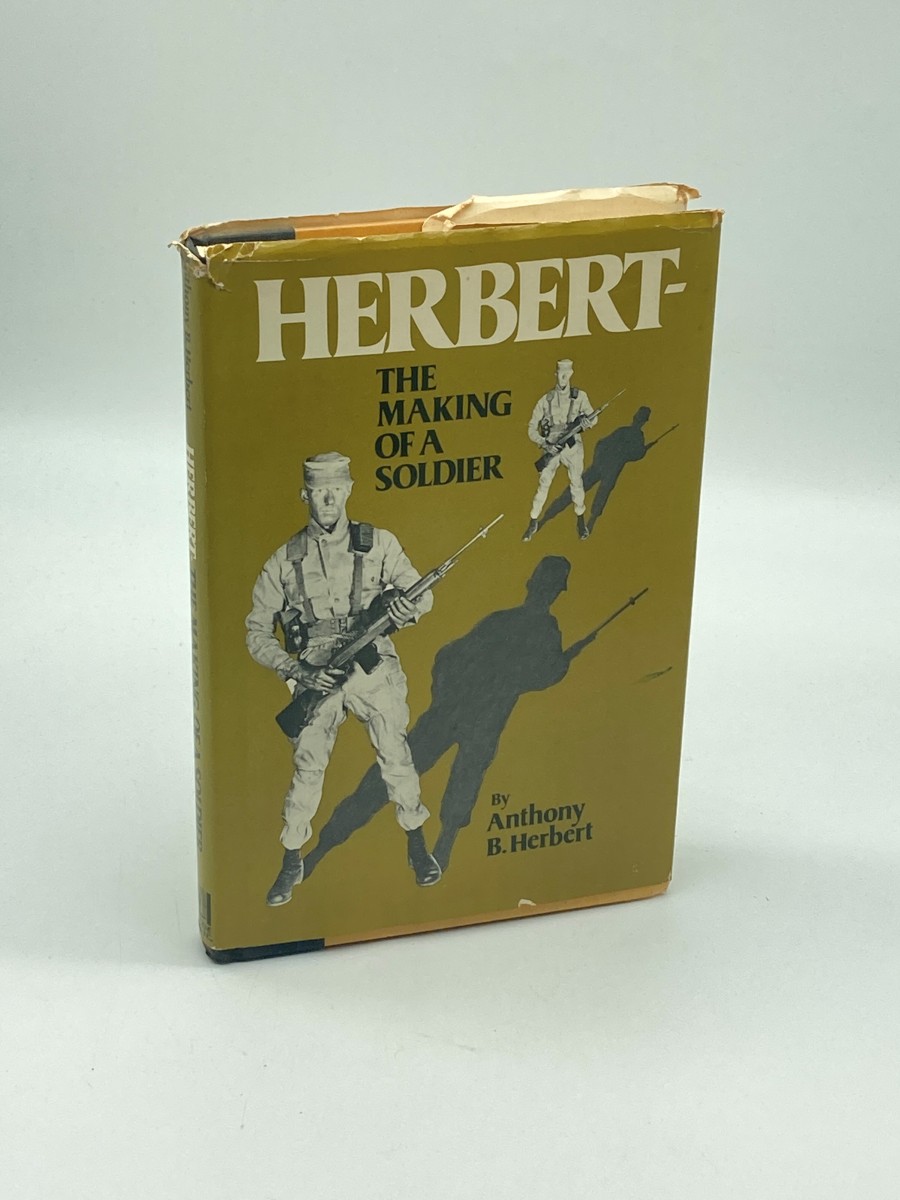 HERBERT-
THE
MAKING
OF A
SOLDIER
By
Anthony
B. Herbert